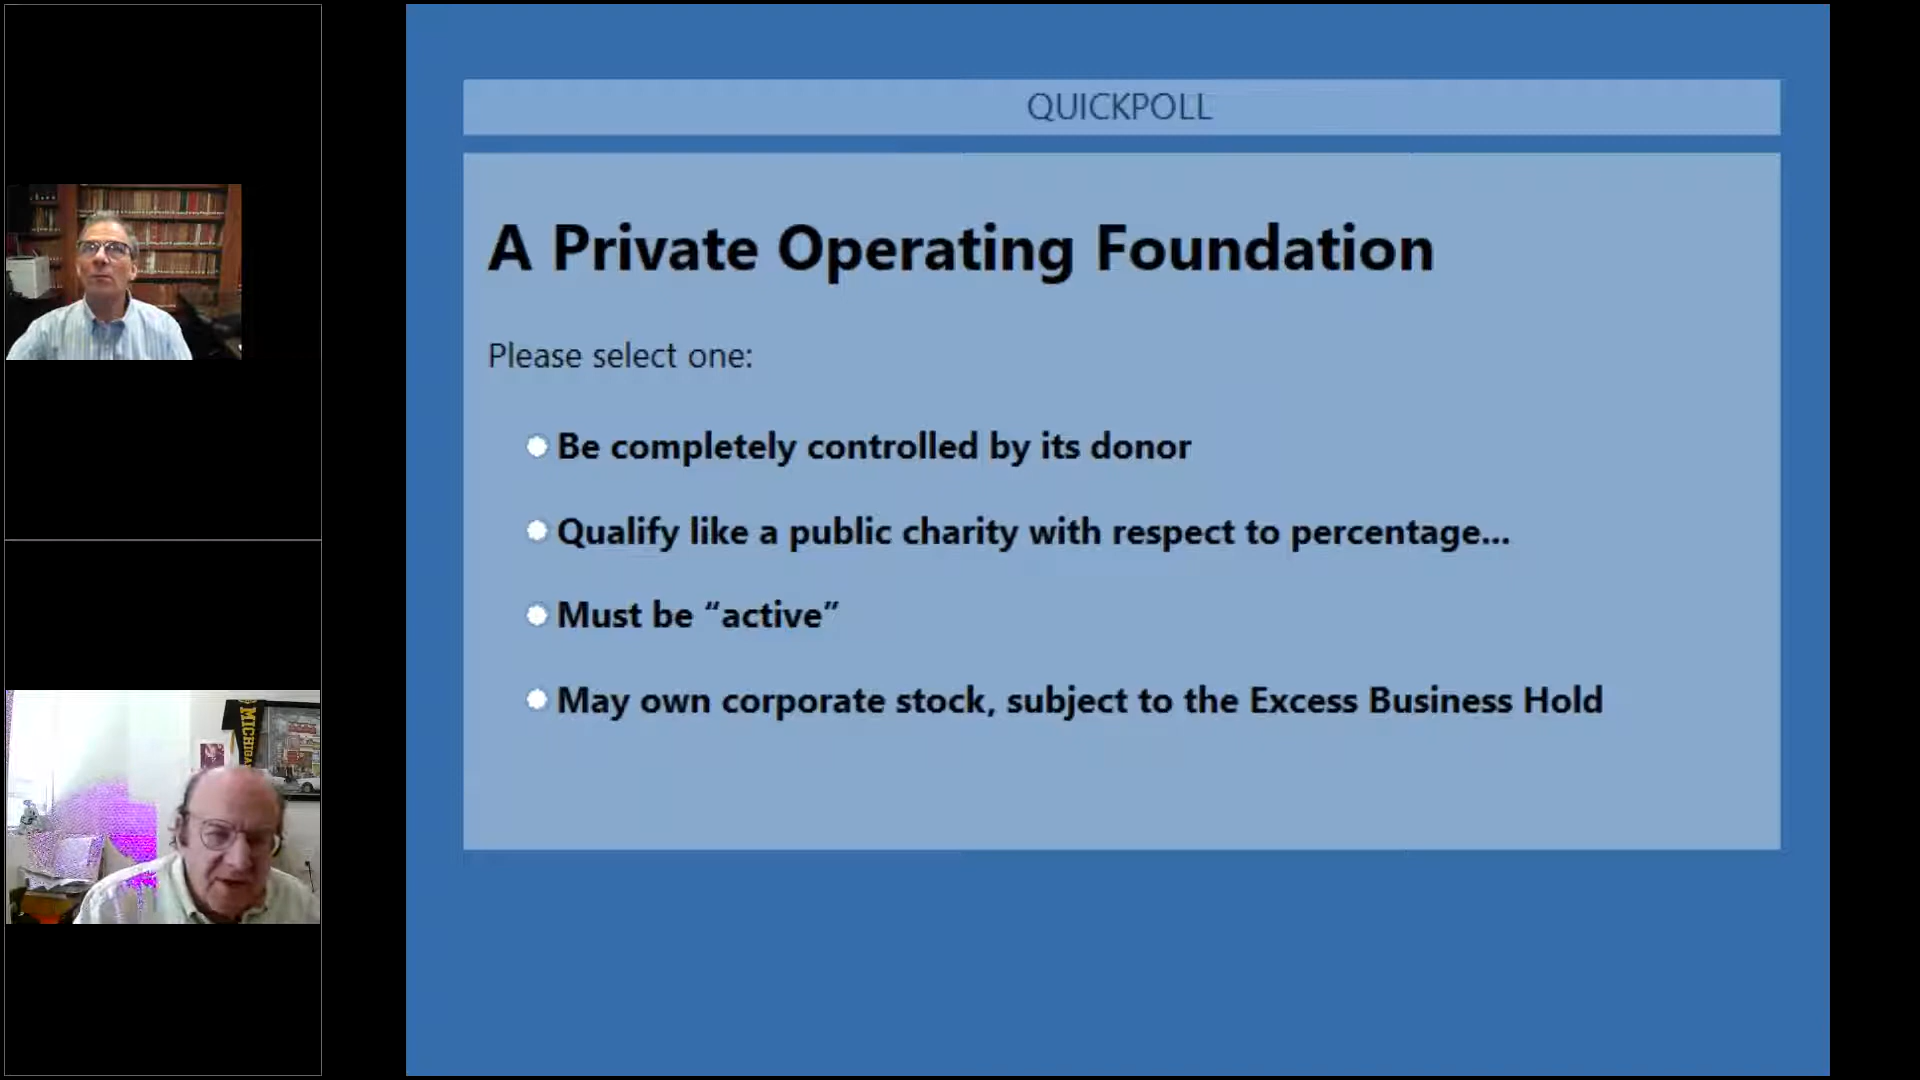 QUICKPOLL
A Private Operating Foundation
Please select one:
Be completely controlled by its donor
Qualify like a public charity with respect to percentage...
Must be “active”
May own corporate stock, subject to the Excess Business Hold
MICHIGA